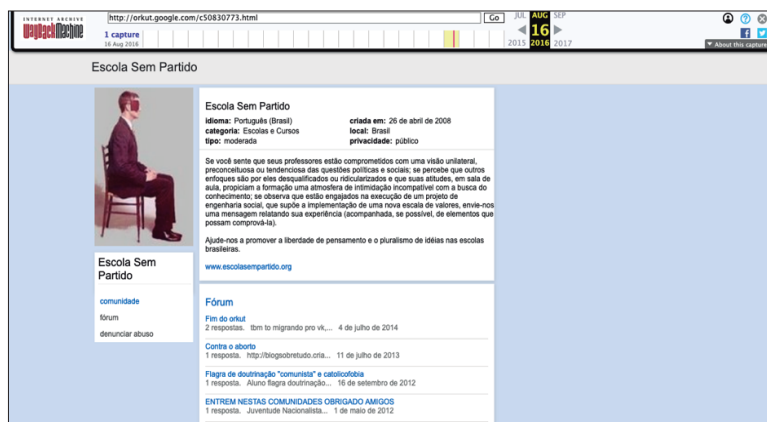 INTERNET ARCHIVE
WayBackMachine
http://orkut.google.com/c50830773.html
Go
JUL AUG SEP
1 capture
16 Aug 2016
16
2015 2016 2017
About this capture
Escola Sem Partido
Escola Sem Partido
idioma: Português (Brasil)
criada em: 26 de abril de 2008
categoria: Escolas e Cursos
local: Brasil
tipo: moderada
privacidade: público
Se você sente que seus professores estão comprometidos com uma visão unilateral,
preconceituosa ou tendenciosa das questões políticas e sociais; se percebe que outros
enfoques são por eles desqualificados ou ridicularizados e que suas atitudes, em sala de
aula, propiciam a formação uma atmosfera de intimidação incompatível com a busca do
conhecimento; se observa que estão engajados na execução de um projeto de
engenharia social, que supõe a implementação de uma nova escala de valores, envie-nos
uma mensagem relatando sua experiência (acompanhada, se possível, de elementos que
possam comprová-la).
Ajude-nos a promover a liberdade de pensamento e o pluralismo de idéias nas escolas
brasileiras.
www.escolasempartido.org
Escola Sem
Partido
comunidade
fórum
denunciar abuso
Fórum
Fim do orkut
2 respostas. tbm to migrando pro vk,... 4 de julho de 2014
Contra o aborto
1 resposta. http://blogsobretudo.cria... 11 de julho de 2013
Flagra de doutrinação "comunista" e catolicofobia
1 resposta. Aluno flagra doutrinação... 16 de setembro de 2012
ENTREM NESTAS COMUNIDADES OBRIGADO AMIGOS
1 resposta. Juventude Nacionalista... 1 de maio de 2012